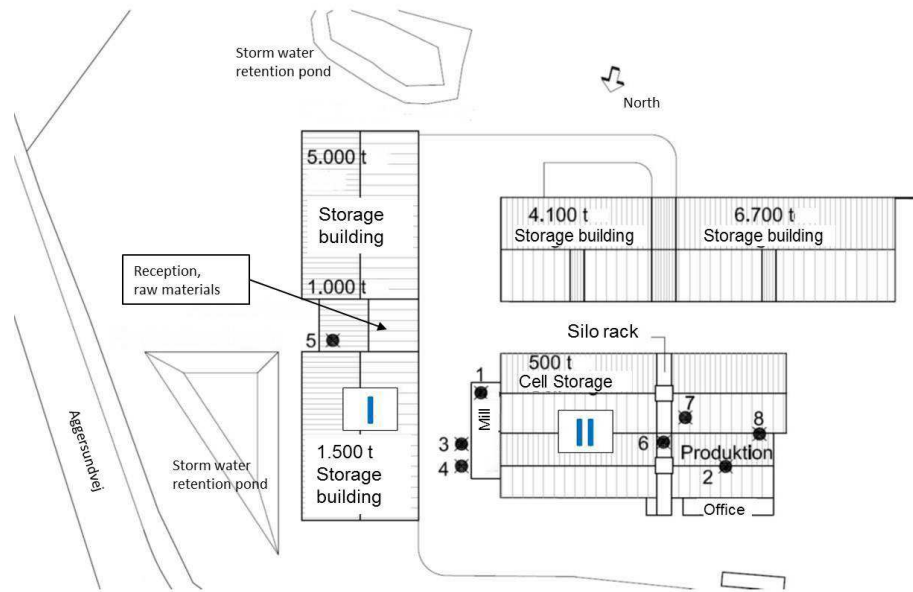 Storm water
retention pond
North
5.000 t
Storage
building
4.100 t
Storage building
6.700 t
Storage building
Reception,
raw materials
1.000 t
5
Silo rack
500 t
Cell Storage
1
Mill
I
II
7
8
3
4
6
Produktion
2
1.500 t
Storage
building
Office
Storm water
retention pond
Aggersundvej